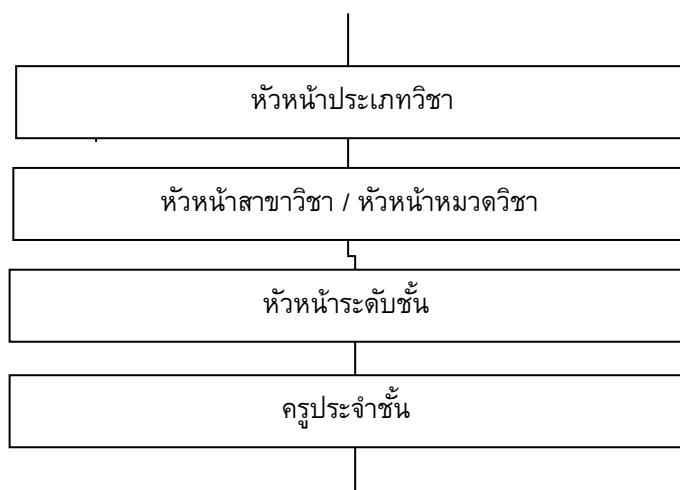 หัวหน้าประเภทวิชา
หัวหน้าสาขาวิชา / หัวหน้าหมวดวิชา
หัวหน้าระดับชั้น
ครูประจำชั้น